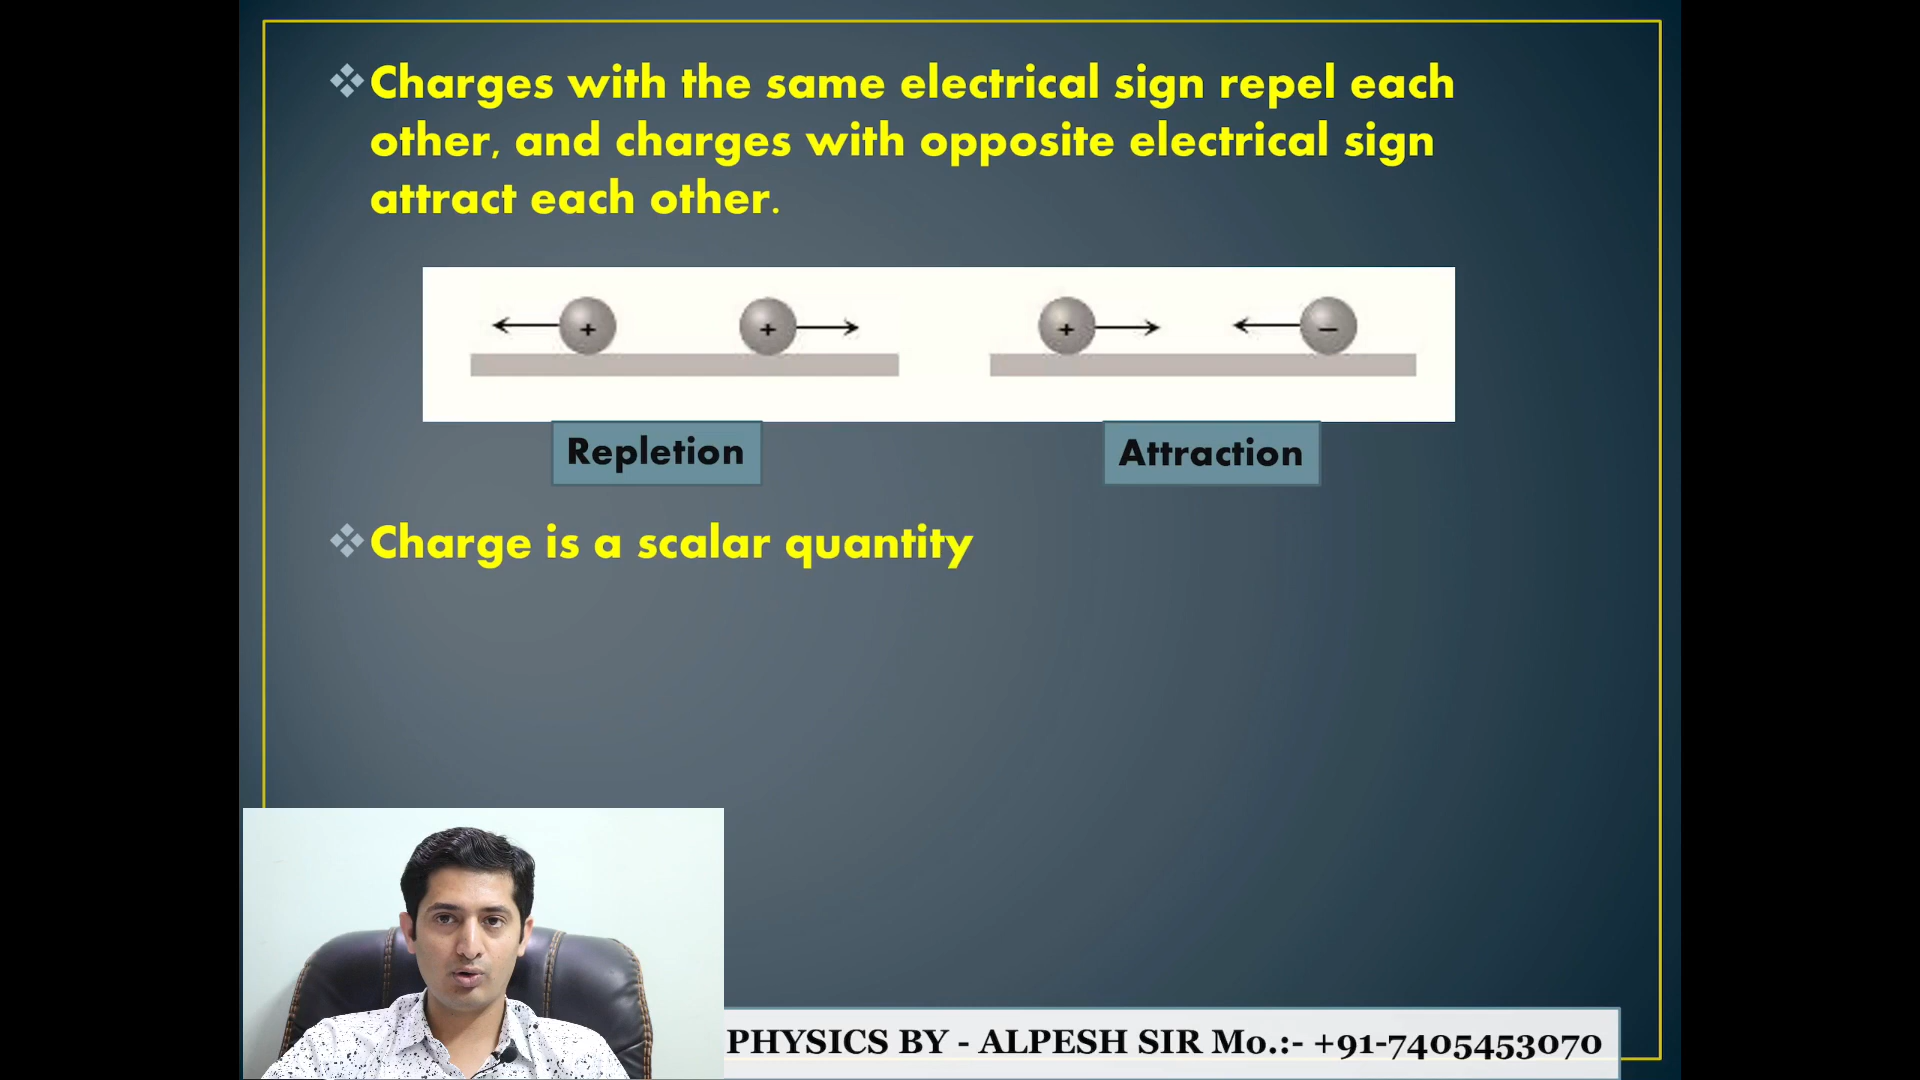 ❖Charges with the same electrical sign repel each
other, and charges with opposite electrical sign
attract each other.
+ + + −
Repletion Attraction
❖Charge is a scalar quantity
PHYSICS BY - ALPESH SIR Mo.:- +91-7405453070